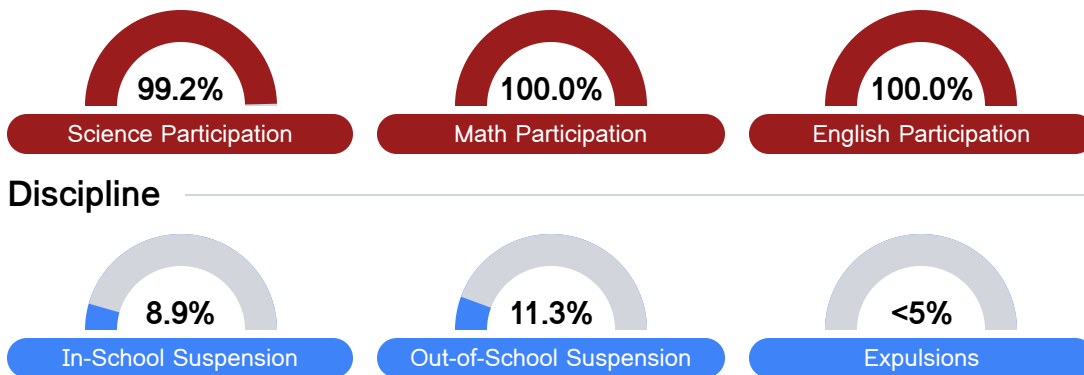 99.2% 100.0% 100.0%
Science Participation Math Participation English Participation
Discipline
8.9% 11.3% <5%
In-School Suspension Out-of-School Suspension Expulsions